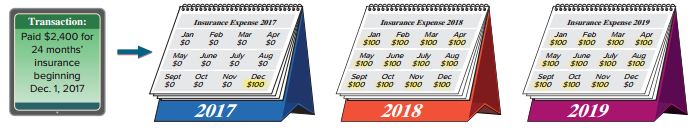 Transaction:
Paid $2,400 for
24 months'
insurance
beginning
Dec. 1, 2017
Insurance Expense 2017
Jan Feb Mar Apr
$0 $0 $0 $0
May June July Aug
$0 $0 $0 $0
Sept Oct Nov Dec
$0 $0 $0 $100
2017
Insurance Expense 2018
Jan Feb Mar Apr
$100 $100 $100 $100
May June July Aug
$100 $100 $100 $100
Sept Oct Nov Dec
$100 $100 $100 $100
2018
Insurance Expense 2019
Jan Feb Mar Apr
$100 $100 $100 $100
May June July Aug
$100 $100 $100 $100
Sept Oct Nov Dec
$100 $100 $100 $0
2019